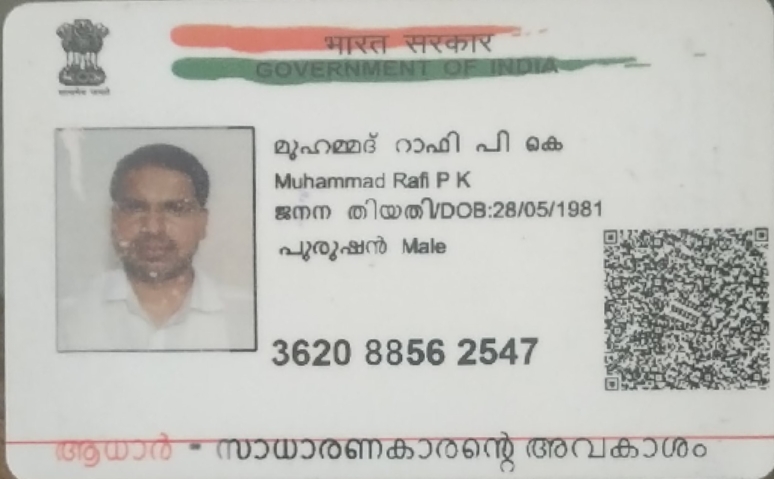 भारत सरकार
GOVERNMENT OF INDIA
सत्यमेव जयते
മുഹമ്മദ് റാഫി പി കെ
Muhammad Rafi P K
ജനന തിയതി/DOB:28/05/1981
പുരുഷൻ Male
3620 8856 2547
ആധാർ - സാധാരണകാരന്റെ അവകാശം